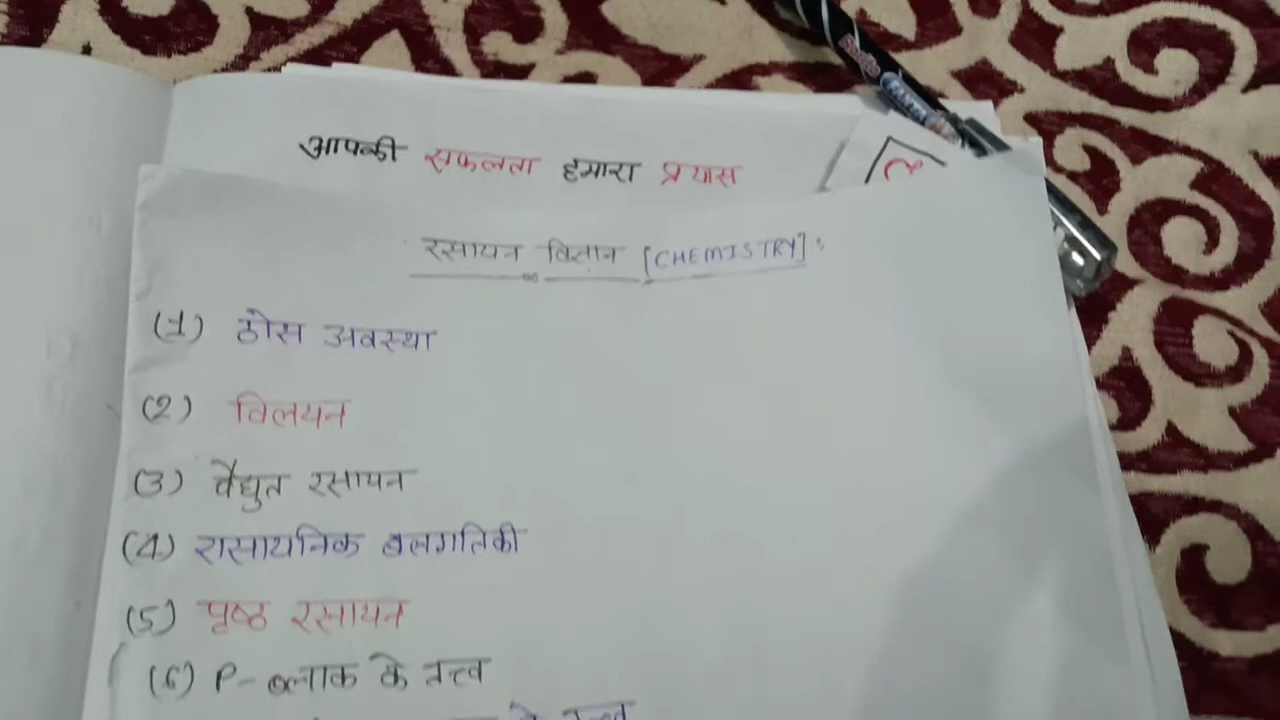 आपकी सफलता हमारा प्रयास
रसायन विज्ञान [CHEMISTRY]:
(1) ठोस अवस्था
(2) विलयन
(3) वैद्युत रसायन
(4) रासायनिक बलगतिकी
(5) पृष्ठ रसायन
(6) P-ब्लाक के तत्त्व